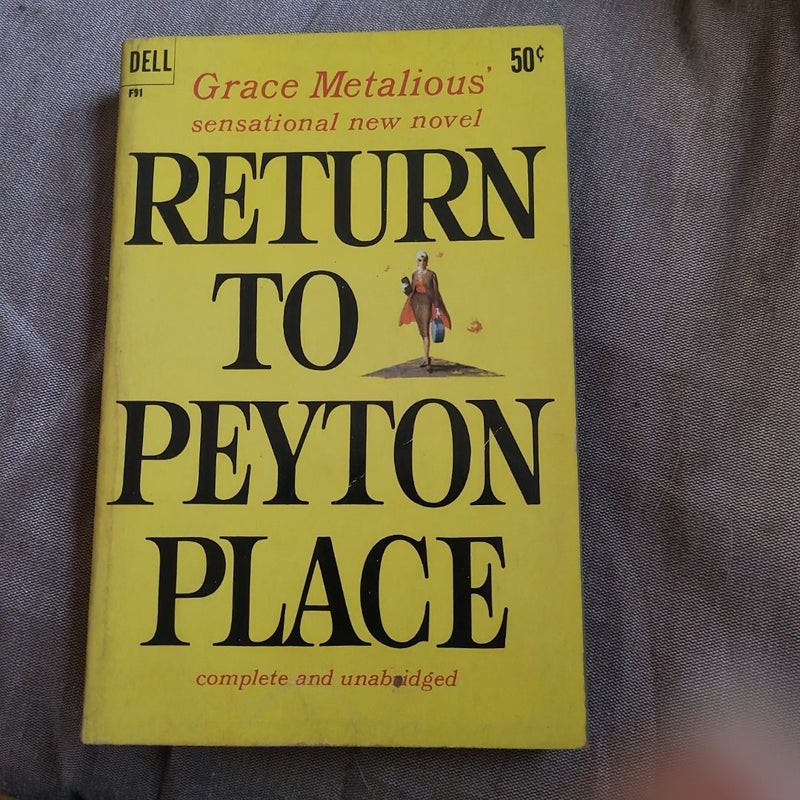 DELL
F91
50¢
Grace Metalious'
sensational new novel
RETURN
TO
PEYTON
PLACE
complete and unabridged